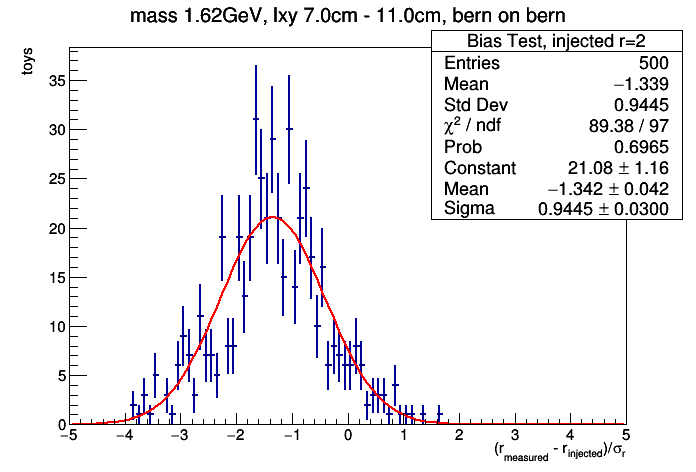 mass 1.62GeV, lxy 7.0cm - 11.0cm, bern on bern
toys
Bias Test, injected r=2
Entries 500
Mean −1.339
Std Dev 0.9445
χ² / ndf 89.38 / 97
Prob 0.6965
Constant 21.08 ± 1.16
Mean −1.342 ± 0.042
Sigma 0.9445 ± 0.0300
35
30
25
20
15
10
5
0
−5 −4 −3 −2 −1 0 1 2 3 4 5
(r_measured - r_injected)/σ_r